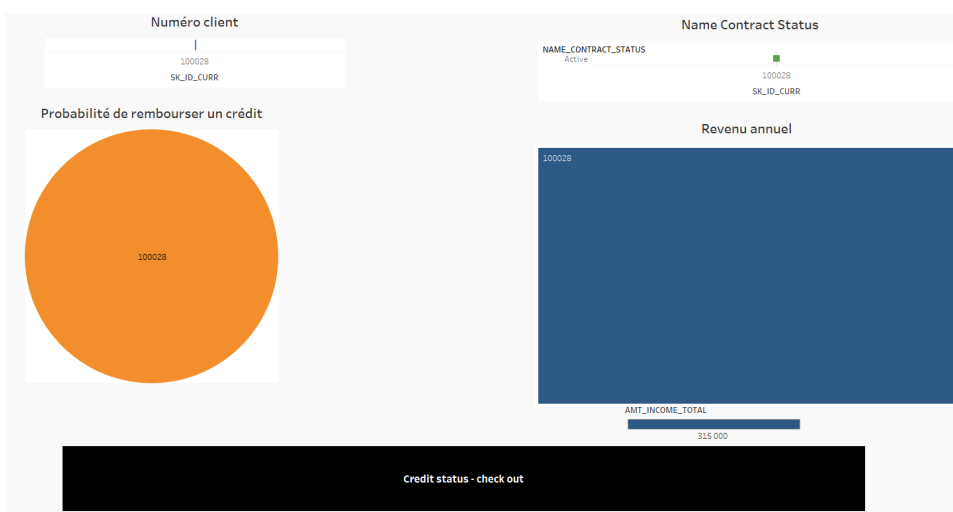 Numéro client
100028
SK_ID_CURR
Name Contract Status
NAME_CONTRACT_STATUS
Active
100028
SK_ID_CURR
Probabilité de rembourser un crédit
100028
Revenu annuel
100028
AMT_INCOME_TOTAL
315 000
Credit status - check out